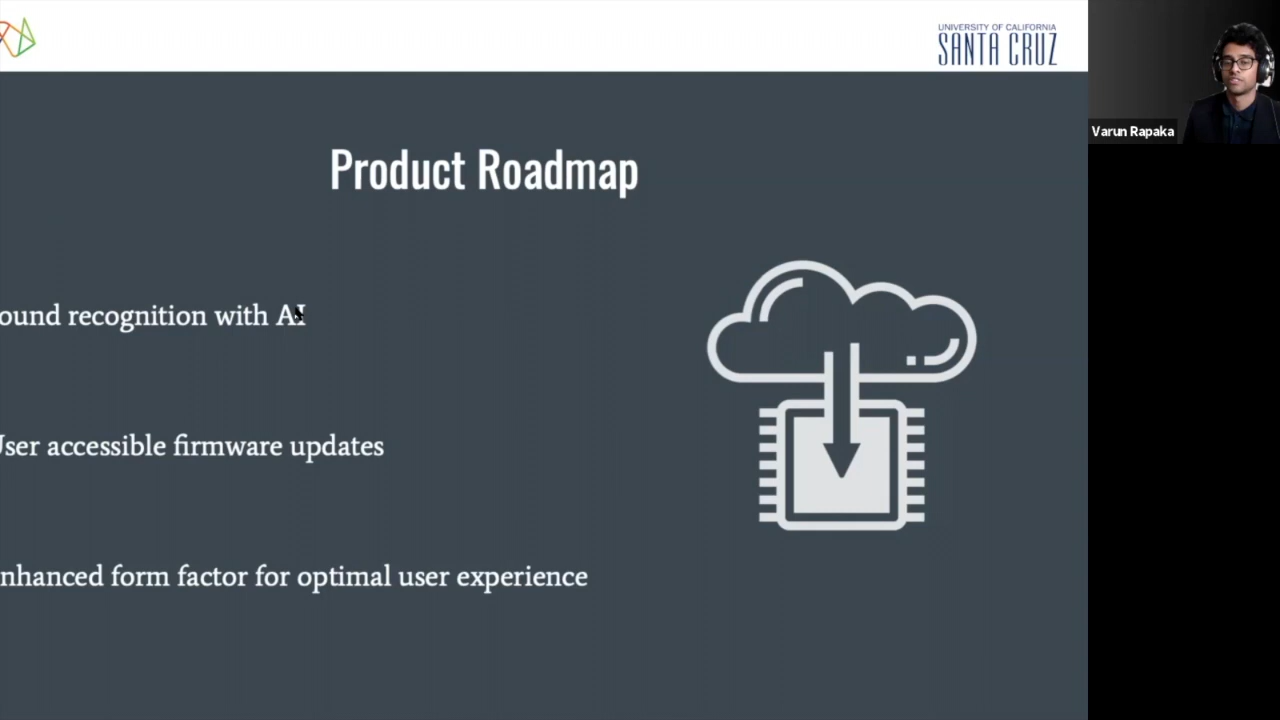 UNIVERSITY OF CALIFORNIA
SANTA CRUZ
Varun Rapaka
Product Roadmap
ound recognition with AI
User accessible firmware updates
nhanced form factor for optimal user experience